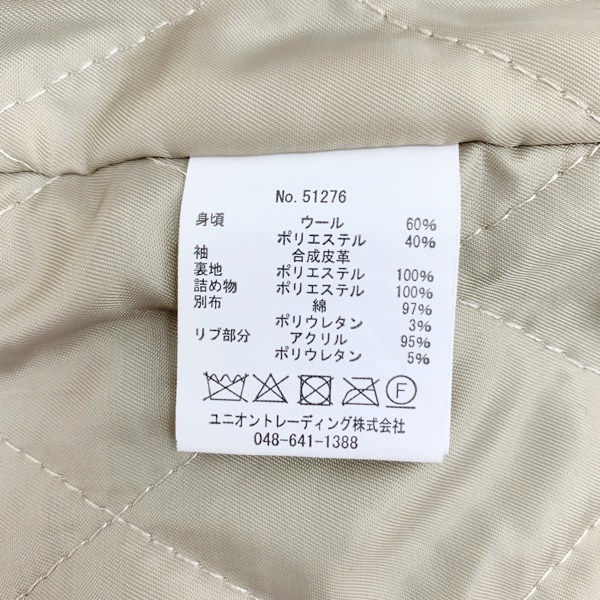 No. 51276
身頃 ウール 60%
ポリエステル 40%
袖 合成皮革
裏地 ポリエステル 100%
詰め物 ポリエステル 100%
別布 綿 97%
ポリウレタン 3%
リブ部分 アクリル 95%
ポリウレタン 5%
F
ユニオントレーディング株式会社
048-641-1388